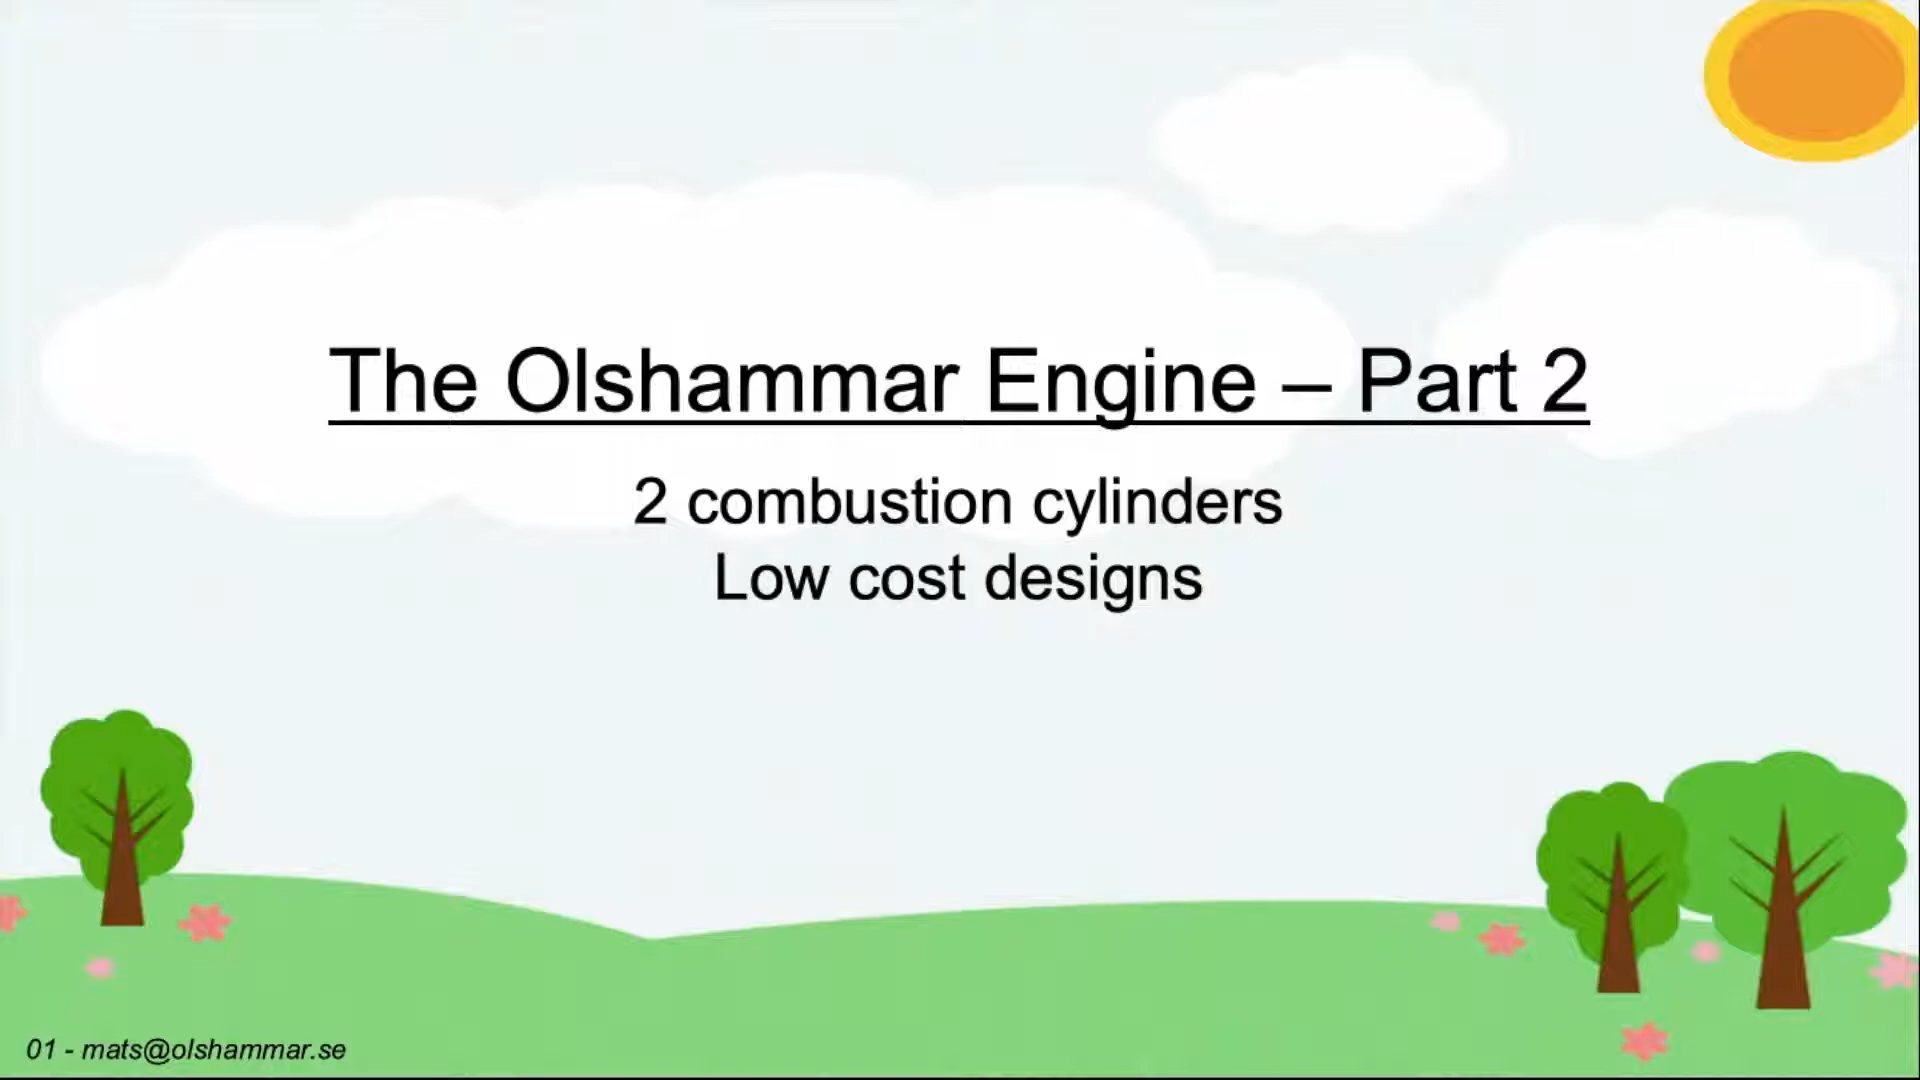 The Olshammar Engine – Part 2
2 combustion cylinders
Low cost designs
01 - mats@olshammar.se